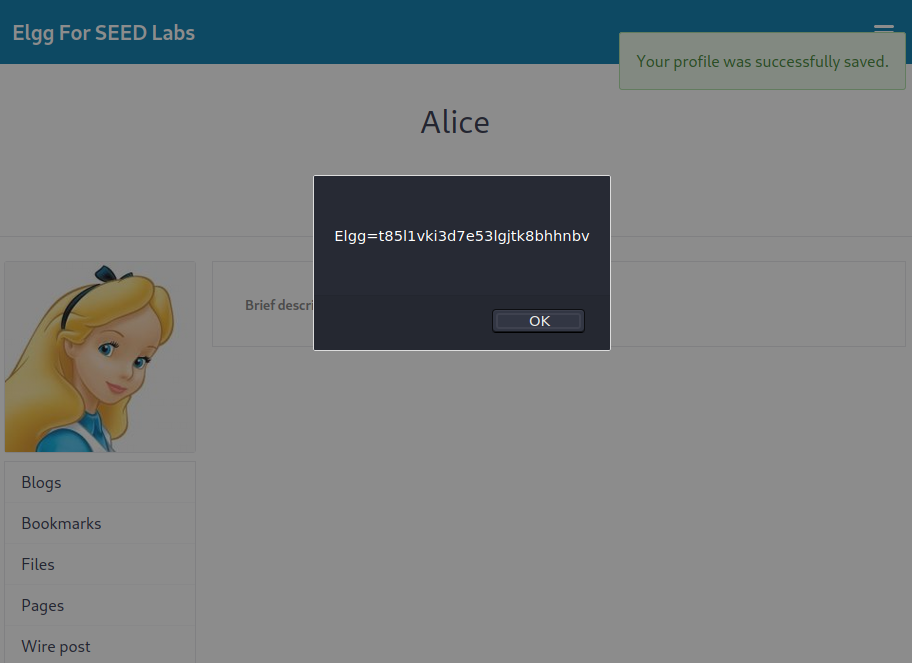 Elgg For SEED Labs
Your profile was successfully saved.
Alice
Elgg=t85l1vki3d7e53lgjtk8bhhnbv
Brief descri
OK
Blogs
Bookmarks
Files
Pages
Wire post